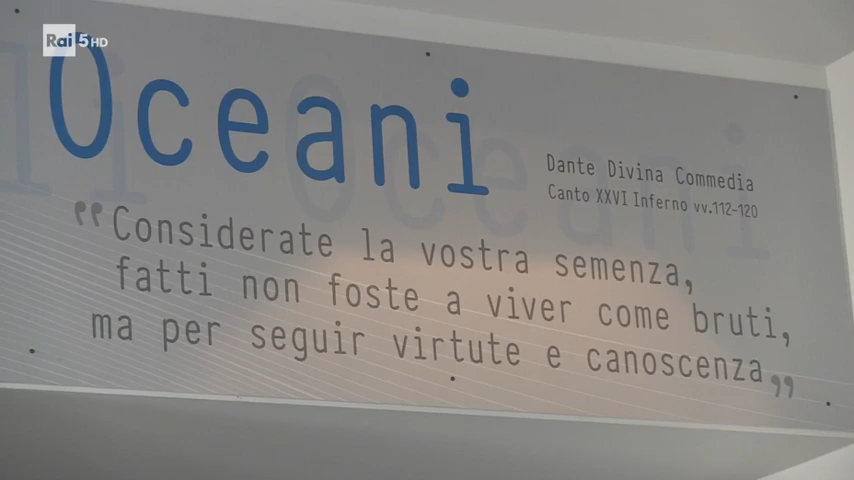 Rai 5 HD
Oceani
Dante Divina Commedia
Canto XXVI Inferno vv.112-120
“Considerate la vostra semenza,
fatti non foste a viver come bruti,
ma per seguir virtute e canoscenza„